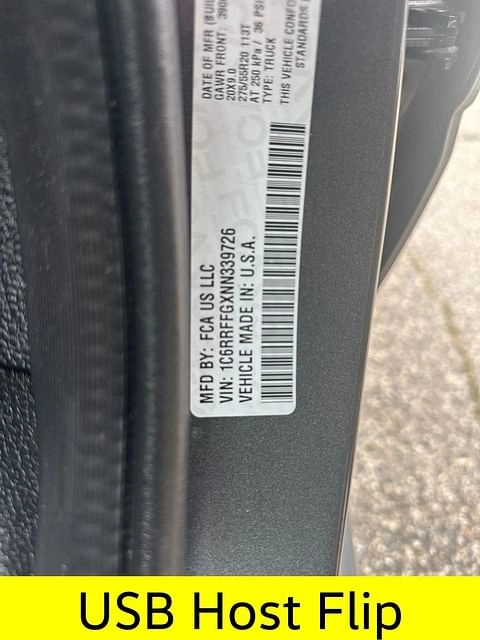 DATE OF MFR
GAWR FRONT:
20X9.0
275/55R20 113T
AT 250 kPa / 36 PSI
TYPE: TRUCK
THIS VEHICLE
STANDARDS
MFD BY: FCA US LLC
VIN: 1C6RRFFGXNN339726
VEHICLE MADE IN: U.S.A.
USB Host Flip